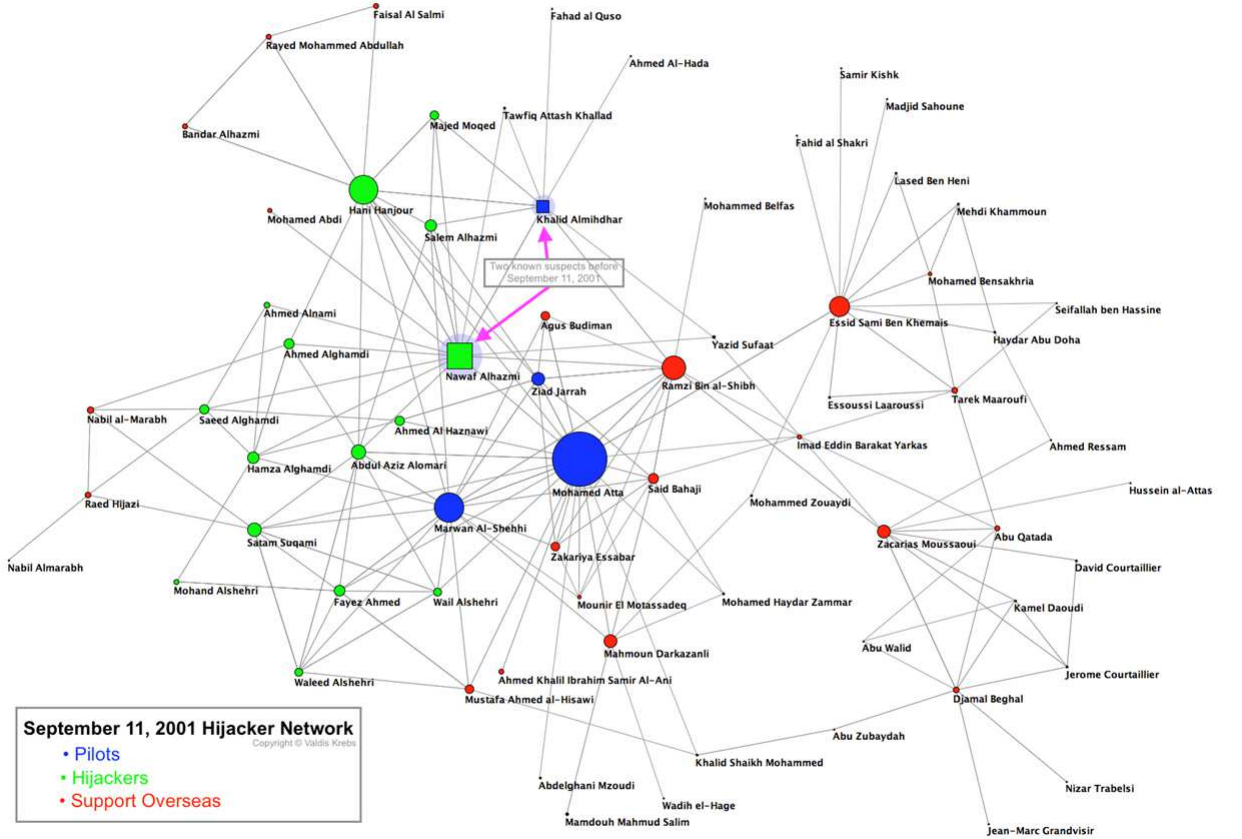 Faisal Al Salmi
Fahad al Quso
Rayed Mohammed Abdullah
Ahmed Al-Hada
Samir Kishk
Madjid Sahoune
Tawfiq Attash Khallad
Majed Moqed
Bandar Alhazmi
Fahid al Shakri
Lased Ben Heni
Mohammed Belfas
Hani Hanjour
Mehdi Khammoun
Mohamed Abdi
Khalid Almihdhar
Salem Alhazmi
Two known suspects before
September 11, 2001
Mohamed Bensakhria
Ahmed Alnami
Seifallah ben Hassine
Essid Sami Ben Khemais
Agus Budiman
Haydar Abu Doha
Yazid Sufaat
Ahmed Alghamdi
Nawaf Alhazmi
Ramzi Bin al-Shibh
Ziad Jarrah
Tarek Maaroufi
Essoussi Laaroussi
Nabil al-Marabh
Saeed Alghamdi
Ahmed Al Haznawi
Imad Eddin Barakat Yarkas
Ahmed Ressam
Hamza Alghamdi
Abdul Aziz Alomari
Said Bahaji
Mohamed Atta
Hussein al-Attas
Mohammed Zouaydi
Raed Hijazi
Marwan Al-Shehhi
Abu Qatada
Satam Suqami
Zacarias Moussaoui
Zakariya Essabar
Nabil Almarabh
David Courtaillier
Mohand Alshehri
Fayez Ahmed
Wail Alshehri
Mounir El Motassadeq
Mohamed Haydar Zammar
Kamel Daoudi
Abu Walid
Mahmoun Darkazanli
Jerome Courtaillier
Waleed Alshehri
Ahmed Khalil Ibrahim Samir Al-Ani
Mustafa Ahmed al-Hisawi
Djamal Beghal
Abu Zubaydah
Khalid Shaikh Mohammed
Abdelghani Mzoudi
Nizar Trabelsi
Wadih el-Hage
Mamdouh Mahmud Salim
Jean-Marc Grandvisir
September 11, 2001 Hijacker Network
Copyright © Valdis Krebs
• Pilots
• Hijackers
• Support Overseas